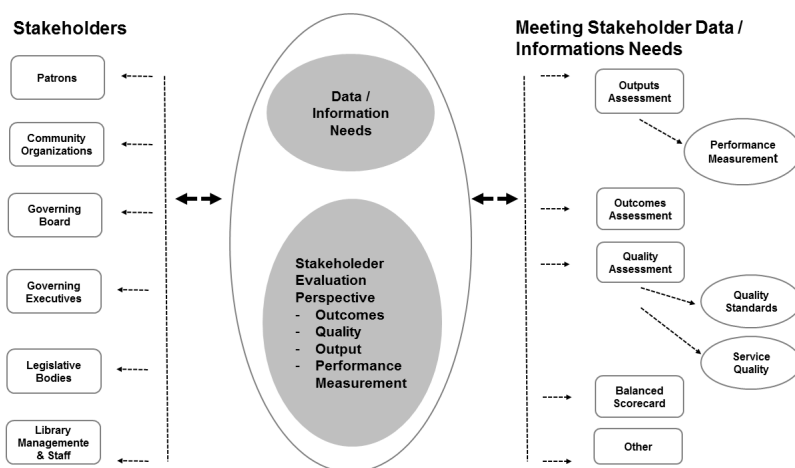 Stakeholders
Patrons
Community
Organizations
Governing
Board
Governing
Executives
Legislative
Bodies
Library
Managemente
& Staff
Data /
Information
Needs
Stakeholeder
Evaluation
Perspective
- Outcomes
- Quality
- Output
- Performance
Measurement
Meeting Stakeholder Data /
Informations Needs
Outputs
Assessment
Performance
Measurement
Outcomes
Assessment
Quality
Assessment
Quality
Standards
Service
Quality
Balanced
Scorecard
Other